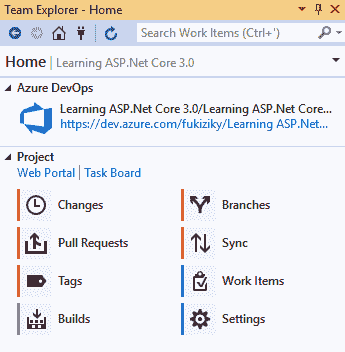 Team Explorer - Home
Search Work Items (Ctrl+')
Home | Learning ASP.Net Core 3.0
Azure DevOps
Learning ASP.Net Core 3.0/Learning ASP.Net Core...
https://dev.azure.com/fukiziky/Learning ASP.Net...
Project
Web Portal | Task Board
Changes
Branches
Pull Requests
Sync
Tags
Work Items
Builds
Settings